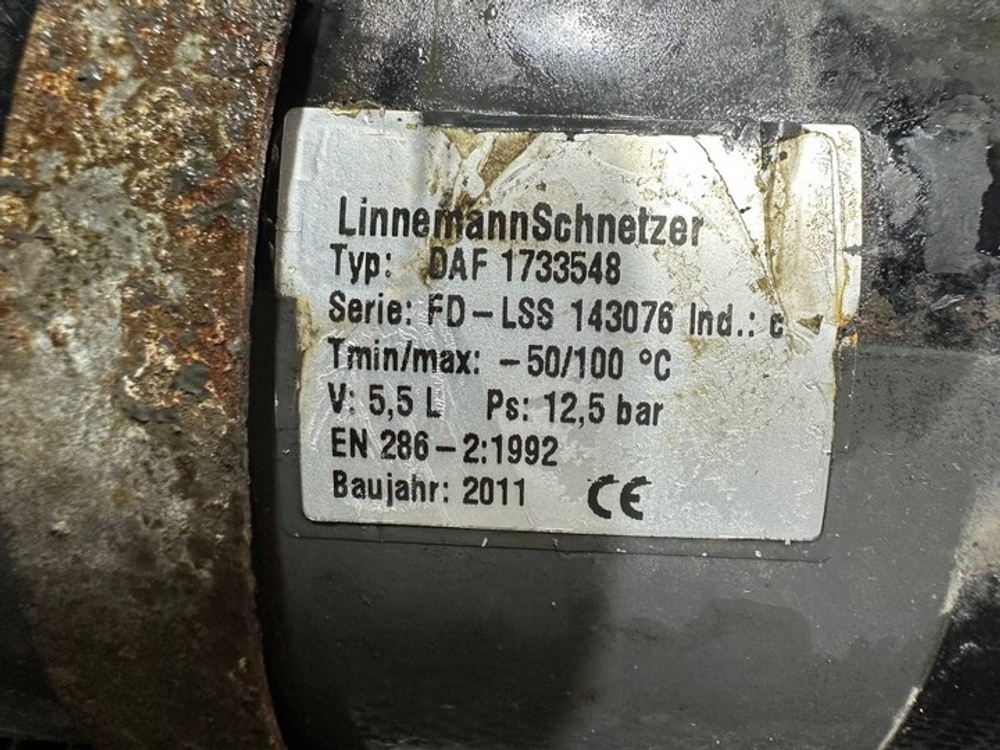 LinnemannSchnetzer
Typ: DAF 1733548
Serie: FD-LSS 143076 Ind.: c
Tmin/max: -50/100 °C
V: 5,5 L Ps: 12,5 bar
EN 286-2:1992
Baujahr: 2011 CE